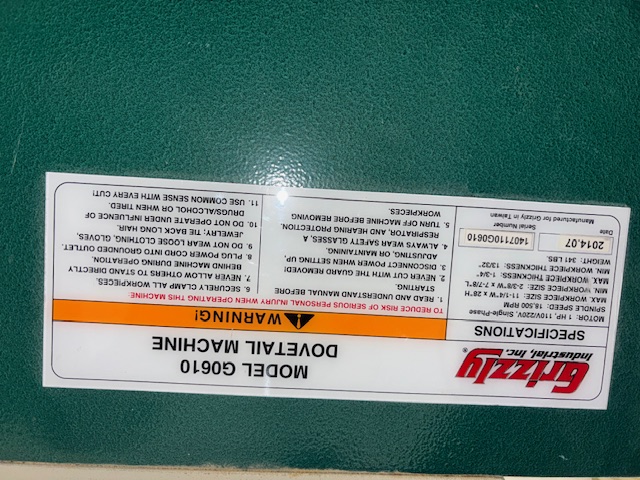 Grizzly®
Industrial, Inc.
MODEL G0610
DOVETAIL MACHINE
SPECIFICATIONS
MOTOR: 1 HP, 110V/220V, Single-Phase
SPINDLE SPEED: 18,500 RPM
MAX WORKPIECE SIZE: 11-1/4"L x 28"H
MIN. WORKPIECE SIZE: 2-3/8"W x 7-7/8"L
MAX WORKPIECE THICKNESS: 1-3/4"
MIN. WORKPIECE THICKNESS: 13/32"
WEIGHT: 341 LBS.
2014.07
140710G0610
Date
Serial Number
Manufactured for Grizzly in Taiwan
WARNING!
TO REDUCE RISK OF SERIOUS PERSONAL INJURY WHEN OPERATING THIS MACHINE:
1. READ AND UNDERSTAND MANUAL BEFORE
STARTING.
2. NEVER CUT WITH THE GUARD REMOVED!
3. DISCONNECT POWER WHEN SETTING UP,
ADJUSTING, OR MAINTAINING.
4. ALWAYS WEAR SAFETY GLASSES, A
RESPIRATOR, AND HEARING PROTECTION.
5. TURN OFF MACHINE BEFORE REMOVING
WORKPIECES.
6. SECURELY CLAMP WORKPIECES.
7. NEVER ALLOW OTHERS TO STAND DIRECTLY
BEHIND MACHINE DURING OPERATION.
8. PLUG POWER CORD INTO GROUNDED OUTLET.
9. DO NOT WEAR LOOSE CLOTHING, GLOVES,
JEWELRY; TIE BACK LONG HAIR.
10. DO NOT OPERATE UNDER INFLUENCE OF
DRUGS/ALCOHOL OR WHEN TIRED.
11. USE COMMON SENSE WITH EVERY CUT!